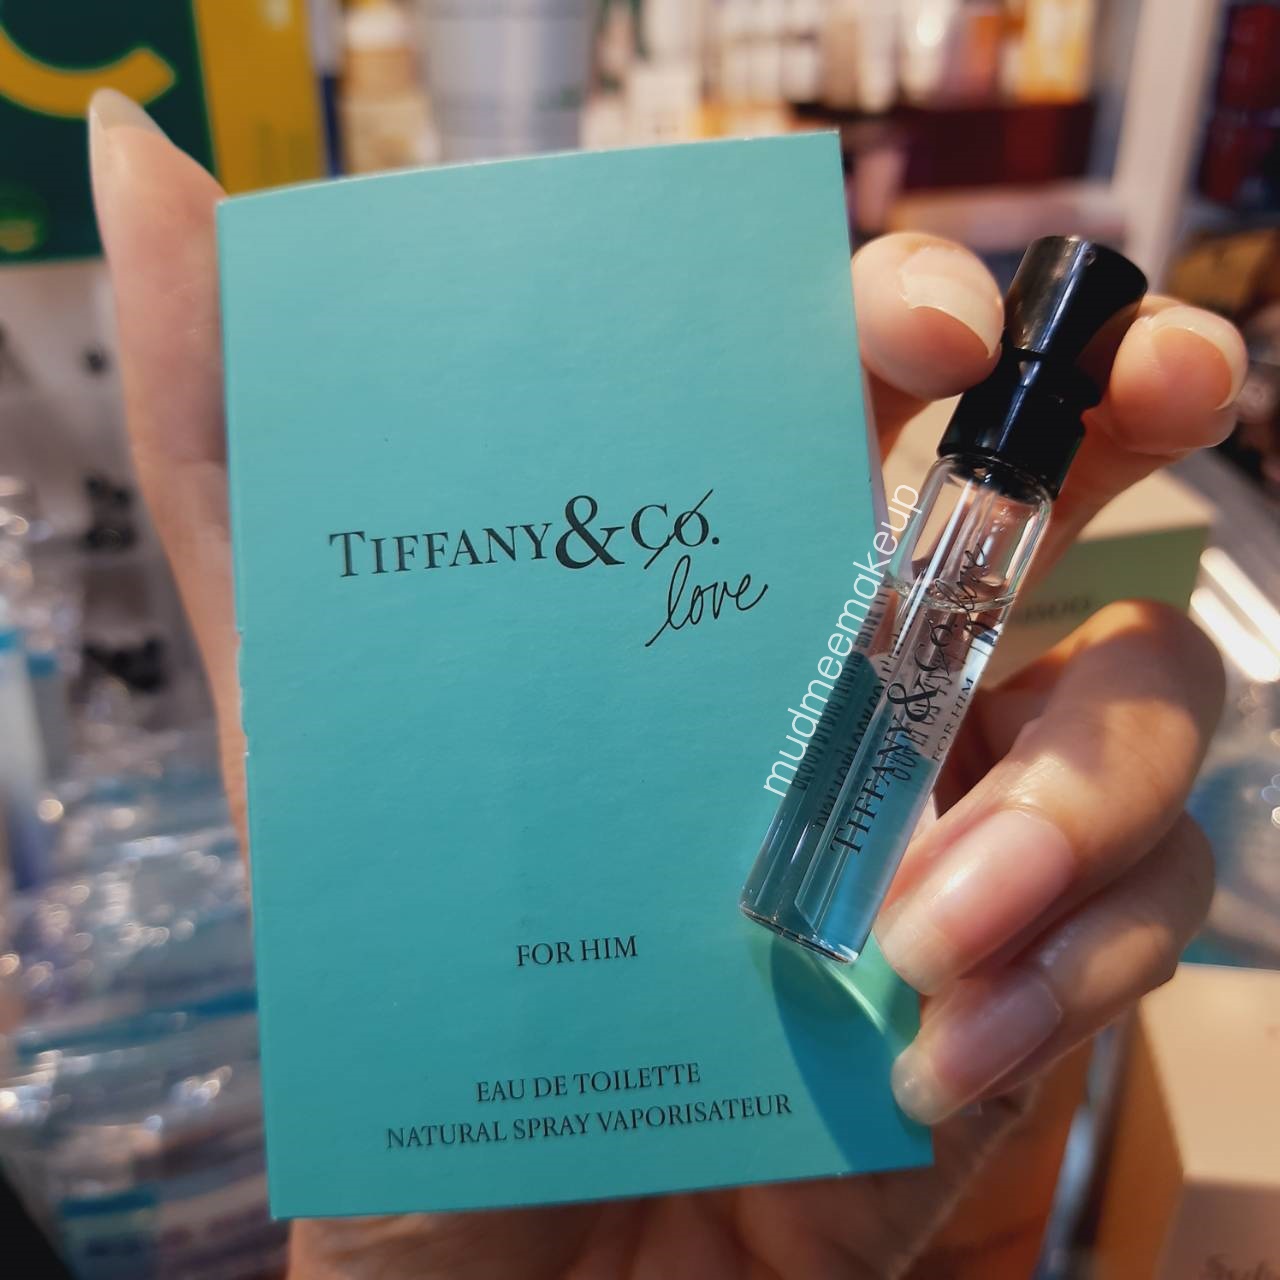 TIFFANY & Co.
love
FOR HIM
EAU DE TOILETTE
NATURAL SPRAY VAPORISATEUR
TIFFANY & Co.
love
FOR HIM
mudmeemakeup